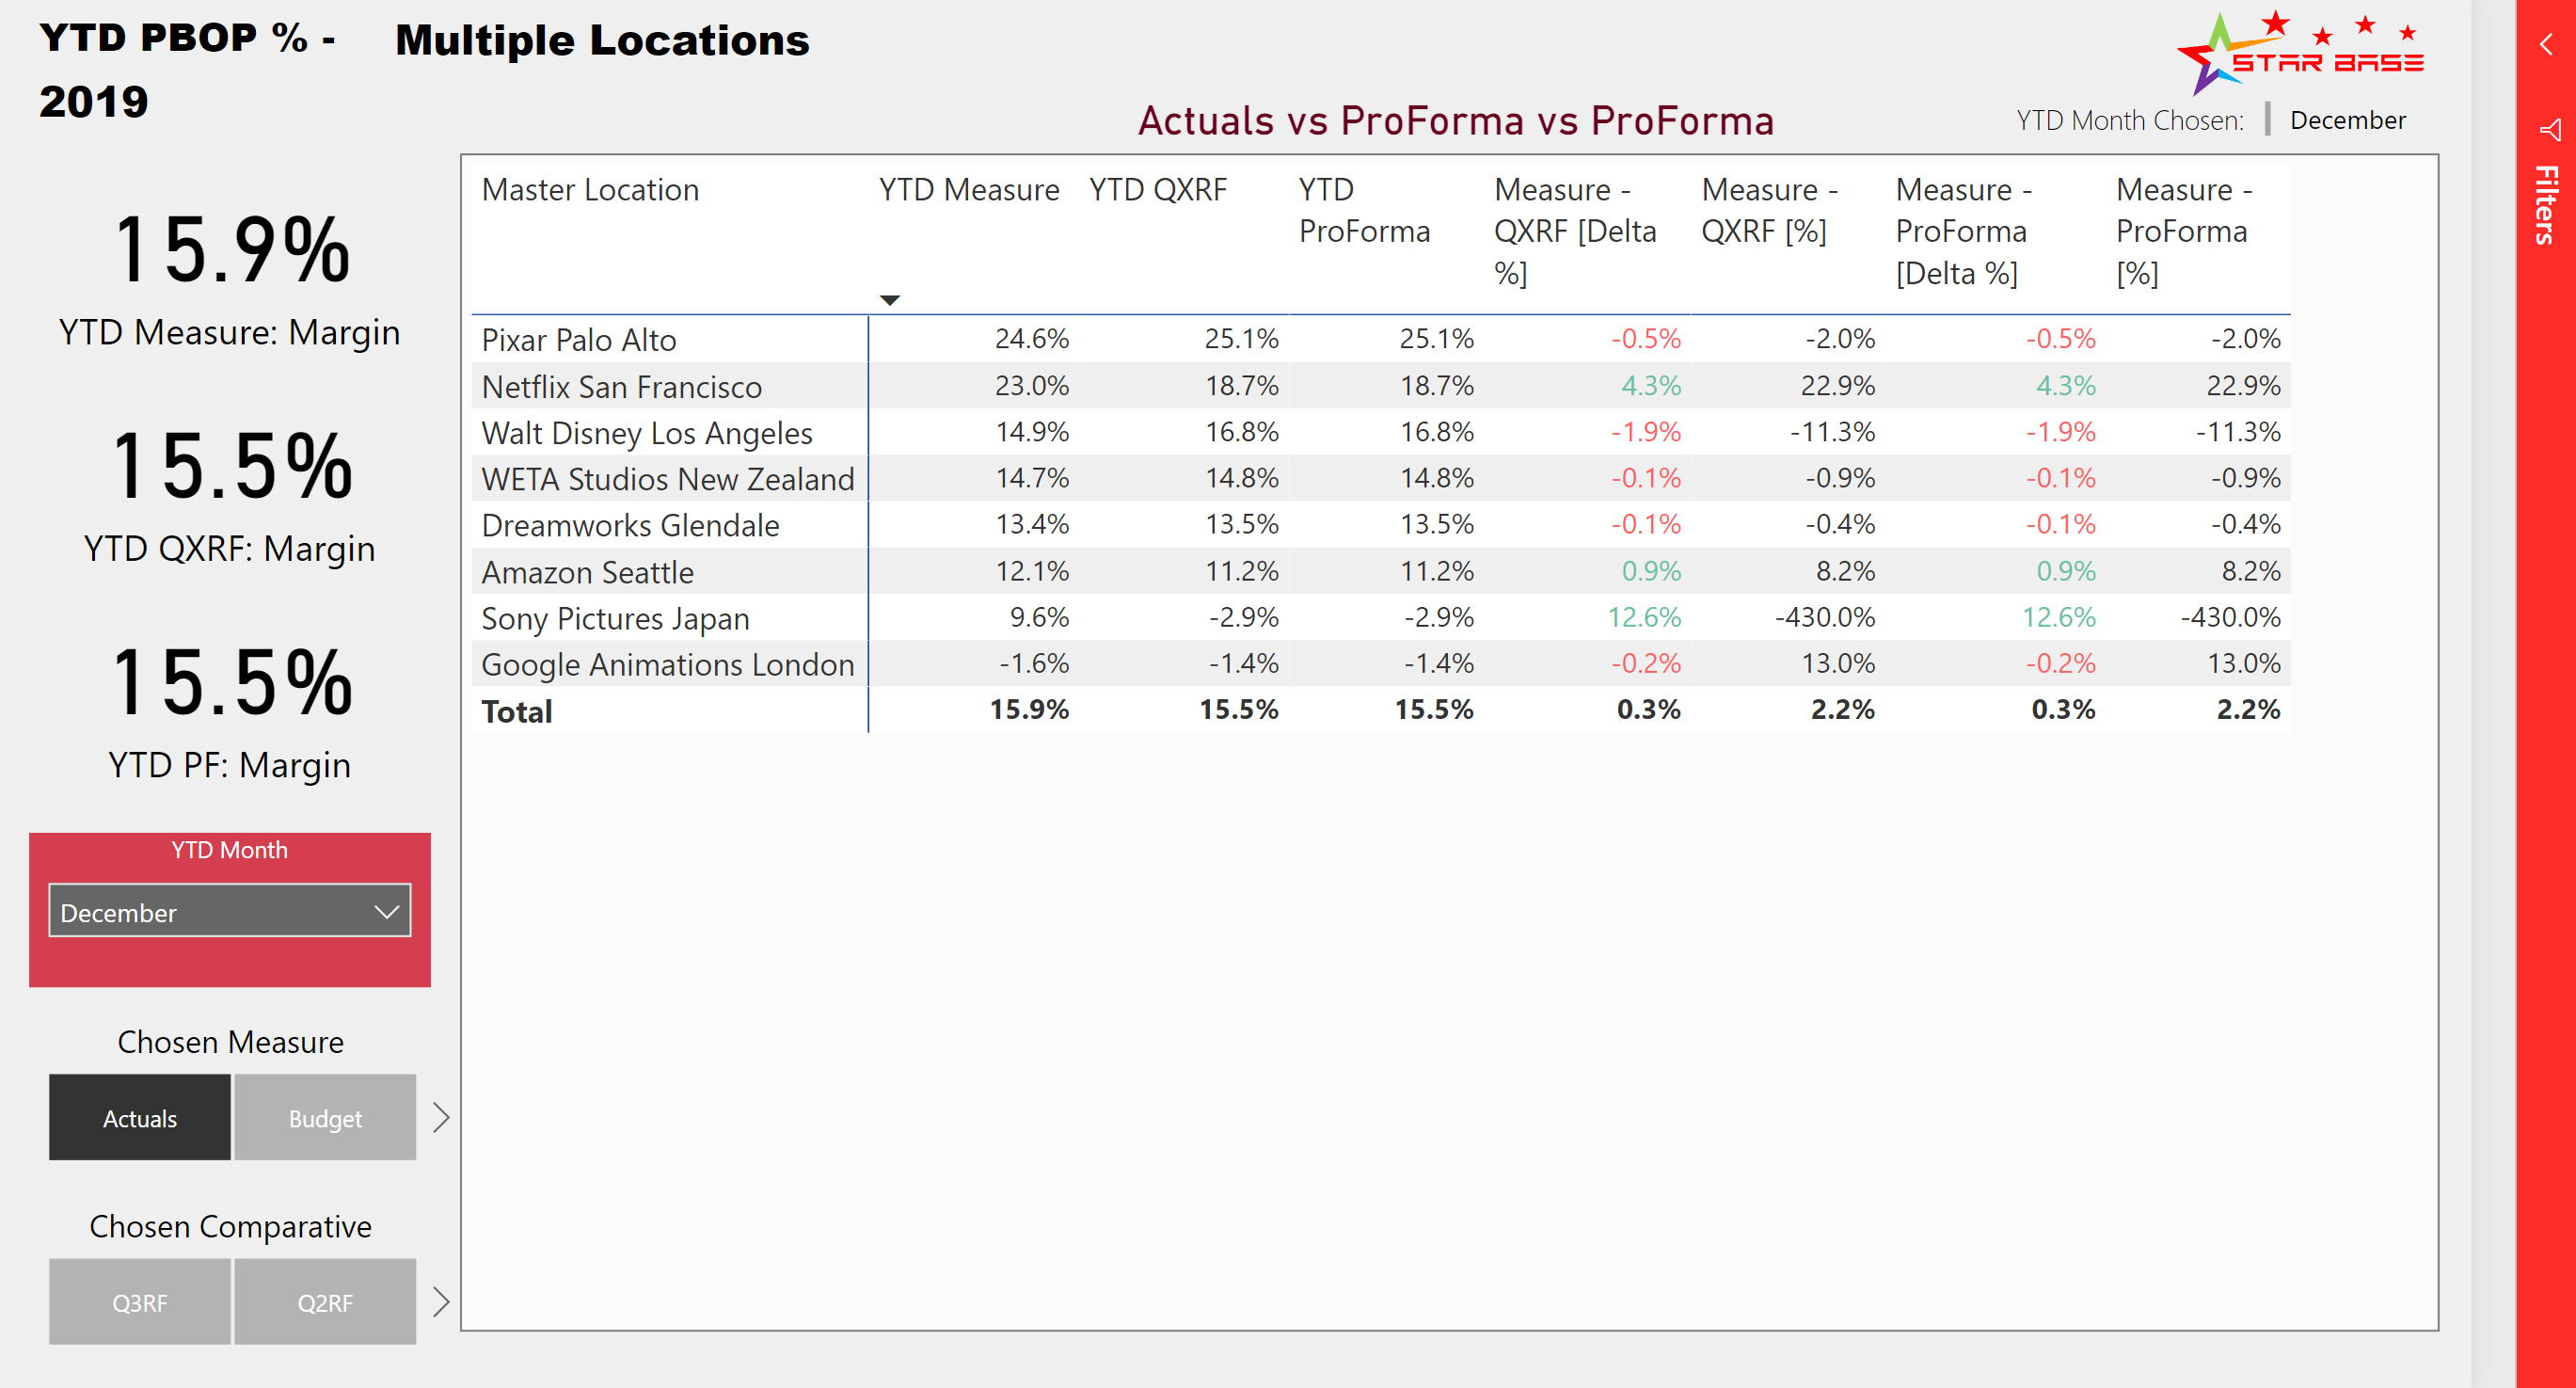 YTD PBOP % -
2019
Multiple Locations
STAR BASE
Actuals vs ProForma vs ProForma
YTD Month Chosen: December
Filters
15.9%
YTD Measure: Margin
15.5%
YTD QXRF: Margin
15.5%
YTD PF: Margin
YTD Month
December
Chosen Measure
Actuals Budget
Chosen Comparative
Q3RF Q2RF
Master Location YTD Measure YTD QXRF YTD Measure - Measure - Measure - Measure -
ProForma QXRF [Delta QXRF [%] ProForma ProForma
%] [Delta %] [%]
Pixar Palo Alto 24.6% 25.1% 25.1% -0.5% -2.0% -0.5% -2.0%
Netflix San Francisco 23.0% 18.7% 18.7% 4.3% 22.9% 4.3% 22.9%
Walt Disney Los Angeles 14.9% 16.8% 16.8% -1.9% -11.3% -1.9% -11.3%
WETA Studios New Zealand 14.7% 14.8% 14.8% -0.1% -0.9% -0.1% -0.9%
Dreamworks Glendale 13.4% 13.5% 13.5% -0.1% -0.4% -0.1% -0.4%
Amazon Seattle 12.1% 11.2% 11.2% 0.9% 8.2% 0.9% 8.2%
Sony Pictures Japan 9.6% -2.9% -2.9% 12.6% -430.0% 12.6% -430.0%
Google Animations London -1.6% -1.4% -1.4% -0.2% 13.0% -0.2% 13.0%
Total 15.9% 15.5% 15.5% 0.3% 2.2% 0.3% 2.2%